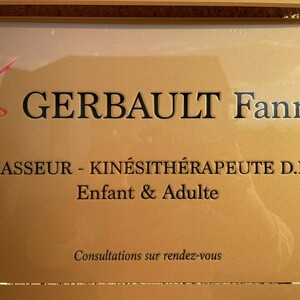 GERBAULT Fann
ASSEUR - KINÉSITHÉRAPEUTE D.
Enfant & Adulte
Consultations sur rendez-vous